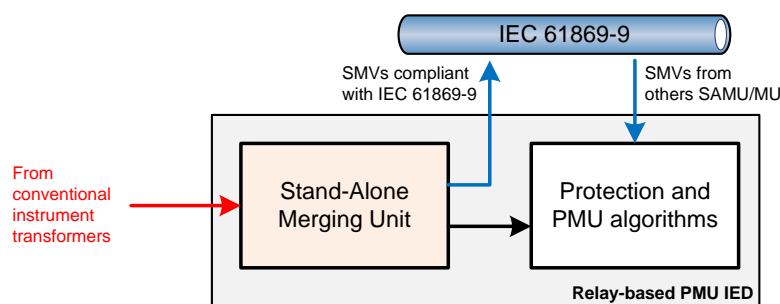 IEC 61869-9
SMVs compliant
with IEC 61869-9
SMVs from
others SAMU/MU
From
conventional
instrument
transformers
Stand-Alone
Merging Unit
Protection and
PMU algorithms
Relay-based PMU IED